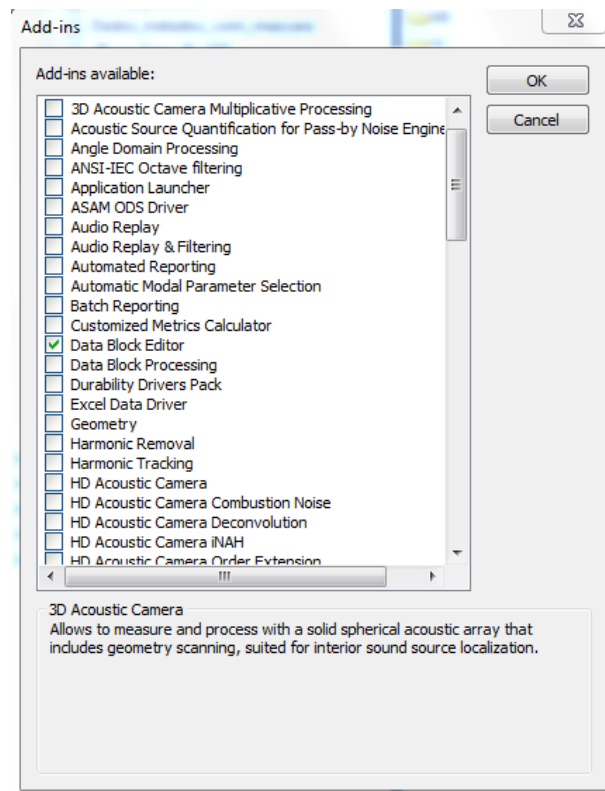 Add-ins
Add-ins available:
OK
Cancel
3D Acoustic Camera Multiplicative Processing
Acoustic Source Quantification for Pass-by Noise Engine
Angle Domain Processing
ANSI-IEC Octave filtering
Application Launcher
ASAM ODS Driver
Audio Replay
Audio Replay & Filtering
Automated Reporting
Automatic Modal Parameter Selection
Batch Reporting
Customized Metrics Calculator
Data Block Editor
Data Block Processing
Durability Drivers Pack
Excel Data Driver
Geometry
Harmonic Removal
Harmonic Tracking
HD Acoustic Camera
HD Acoustic Camera Combustion Noise
HD Acoustic Camera Deconvolution
HD Acoustic Camera iNAH
HD Acoustic Camera Order Extension
3D Acoustic Camera
Allows to measure and process with a solid spherical acoustic array that
includes geometry scanning, suited for interior sound source localization.